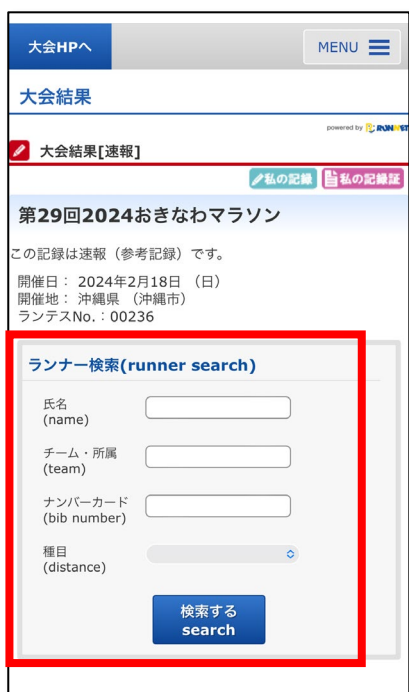 大会HPへ
MENU
大会結果
powered by RUNNET
大会結果[速報]
私の記録 私の記録証
第29回2024おきなわマラソン
この記録は速報（参考記録）です。
開催日： 2024年2月18日 （日）
開催地： 沖縄県 （沖縄市）
ランテスNo.：00236
ランナー検索(runner search)
氏名
(name)
チーム・所属
(team)
ナンバーカード
(bib number)
種目
(distance)
検索する
search